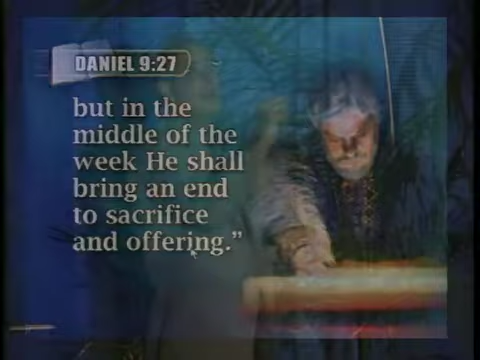 DANIEL 9:27
but in the
middle of the
week He shall
bring an end
to sacrifice
and offering.”